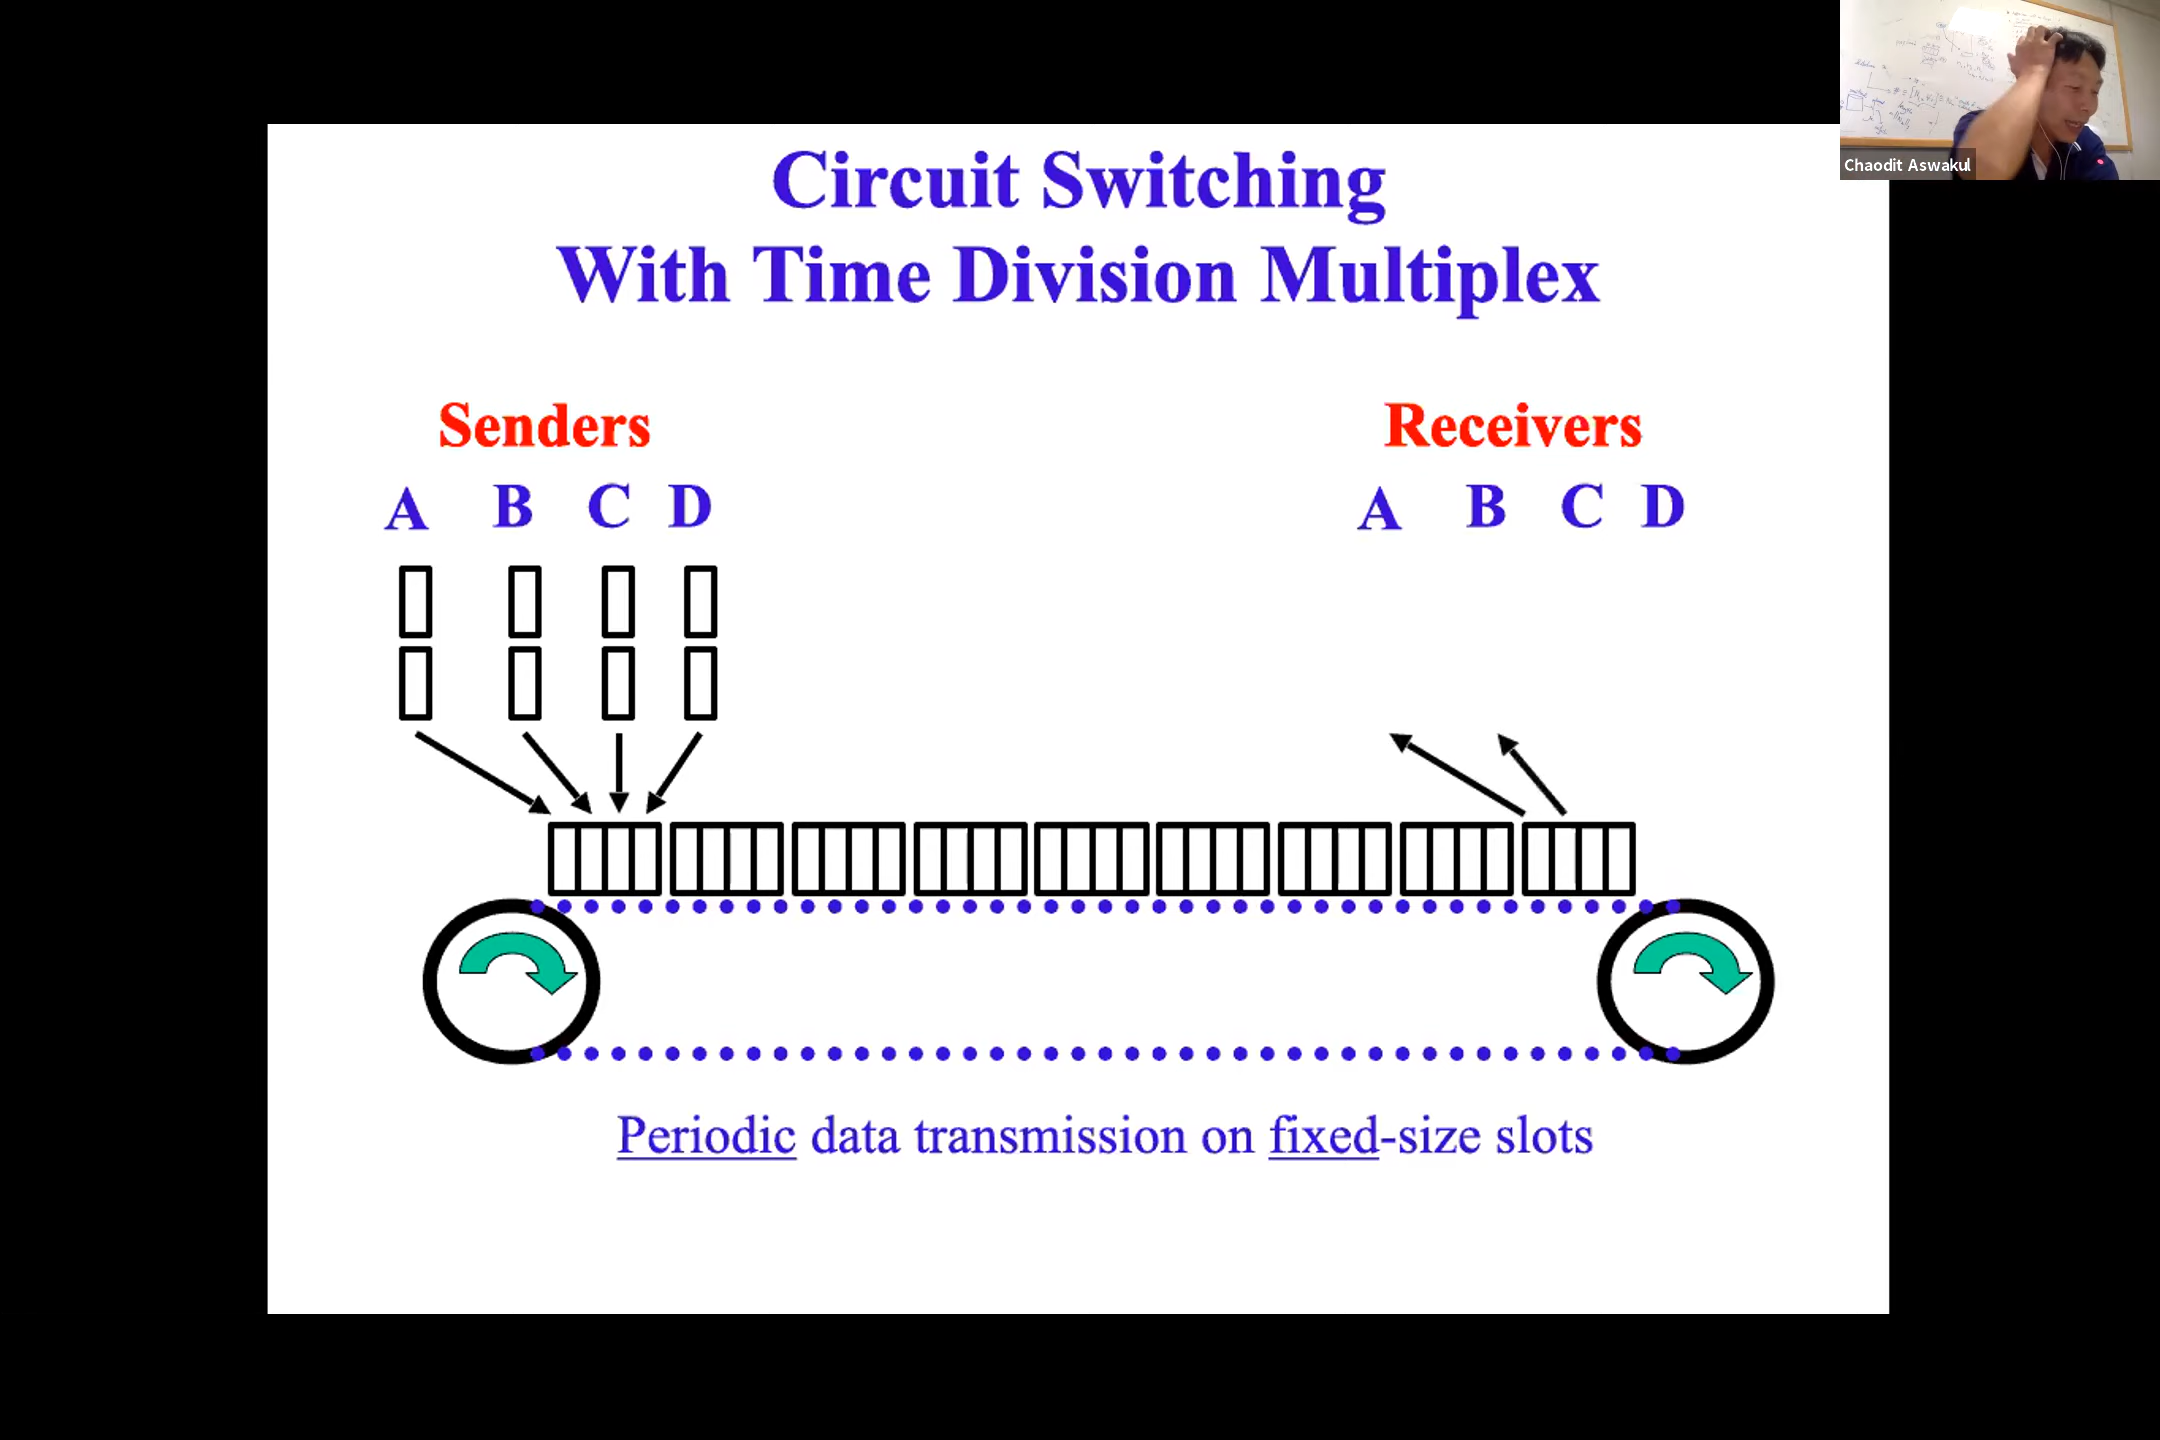 Circuit Switching
With Time Division Multiplex
Chaodit Aswakul
Senders
Receivers
A B C D
A B C D
Periodic data transmission on fixed-size slots